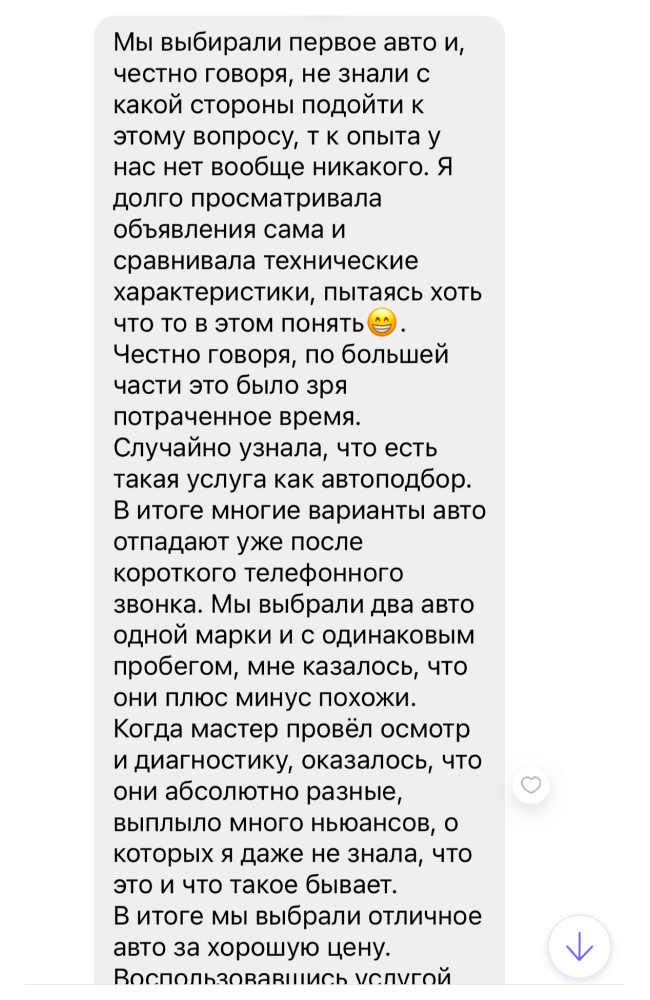 Мы выбирали первое авто и,
честно говоря, не знали с
какой стороны подойти к
этому вопросу, т к опыта у
нас нет вообще никакого. Я
долго просматривала
объявления сама и
сравнивала технические
характеристики, пытаясь хоть
что то в этом понять😁.
Честно говоря, по большей
части это было зря
потраченное время.
Случайно узнала, что есть
такая услуга как автоподбор.
В итоге многие варианты авто
отпадают уже после
короткого телефонного
звонка. Мы выбрали два авто
одной марки и с одинаковым
пробегом, мне казалось, что
они плюс минус похожи.
Когда мастер провёл осмотр
и диагностику, оказалось, что
они абсолютно разные,
выплыло много ньюансов, о
которых я даже не знала, что
это и что такое бывает.
В итоге мы выбрали отличное
авто за хорошую цену.
Воспользовавшись услугой